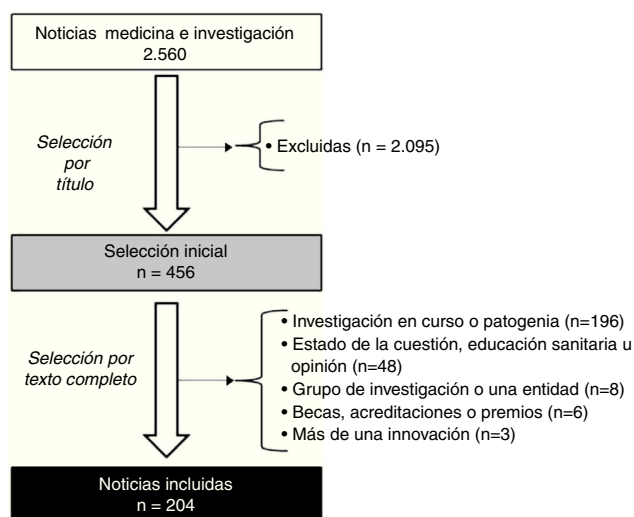 Noticias medicina e investigación
2.560
Selección
por
título
• Excluidas (n = 2.095)
Selección inicial
n = 456
Selección por
texto completo
• Investigación en curso o patogenia (n=196)
• Estado de la cuestión, educación sanitaria u
opinión (n=48)
• Grupo de investigación o una entidad (n=8)
• Becas, acreditaciones o premios (n=6)
• Más de una innovación (n=3)
Noticias incluidas
n = 204